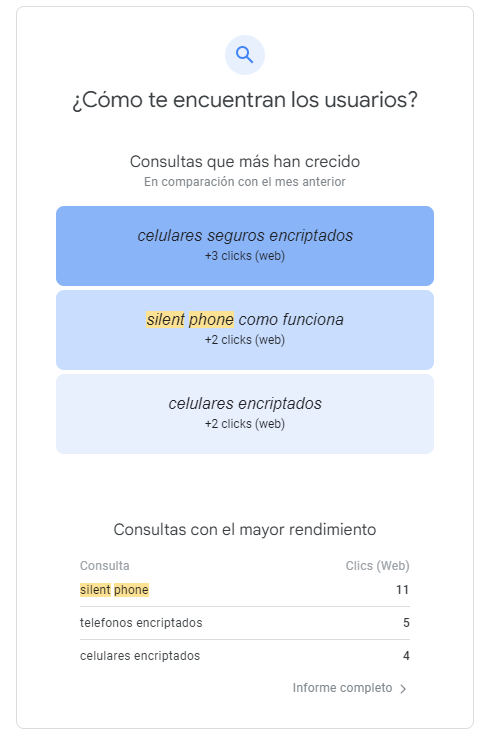 ¿Cómo te encuentran los usuarios?
Consultas que más han crecido
En comparación con el mes anterior
celulares seguros encriptados
+3 clicks (web)
silent phone como funciona
+2 clicks (web)
celulares encriptados
+2 clicks (web)
Consultas con el mayor rendimiento
Consulta Clics (Web)
silent phone 11
telefonos encriptados 5
celulares encriptados 4
Informe completo